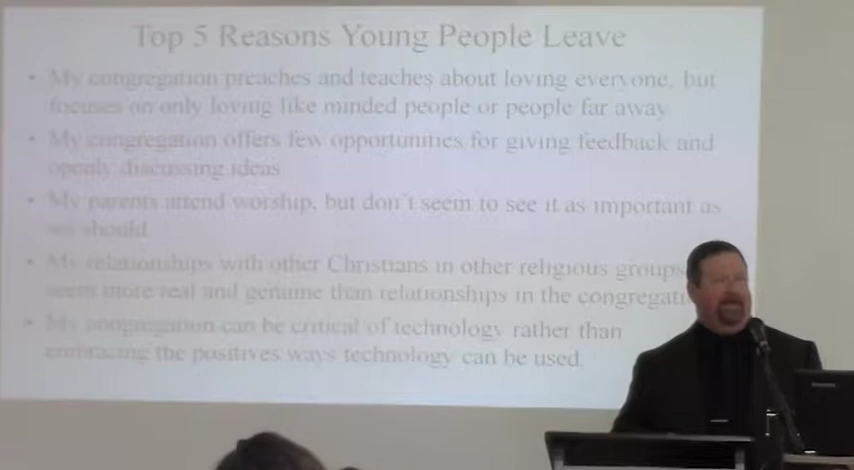 Top 5 Reasons Young People Leave
• My congregation preaches and teaches about loving everyone, but
focuses on only loving like minded people or people far away
• My congregation offers few opportunities for giving feedback and
openly discussing ideas
• My parents attend worship, but don't seem to see it as important as
we should
• My relationships with other Christians in other religious groups
seem more real and genuine than relationships in the congregati
• My congregation can be critical of technology rather than
embracing the positives ways technology can be used.